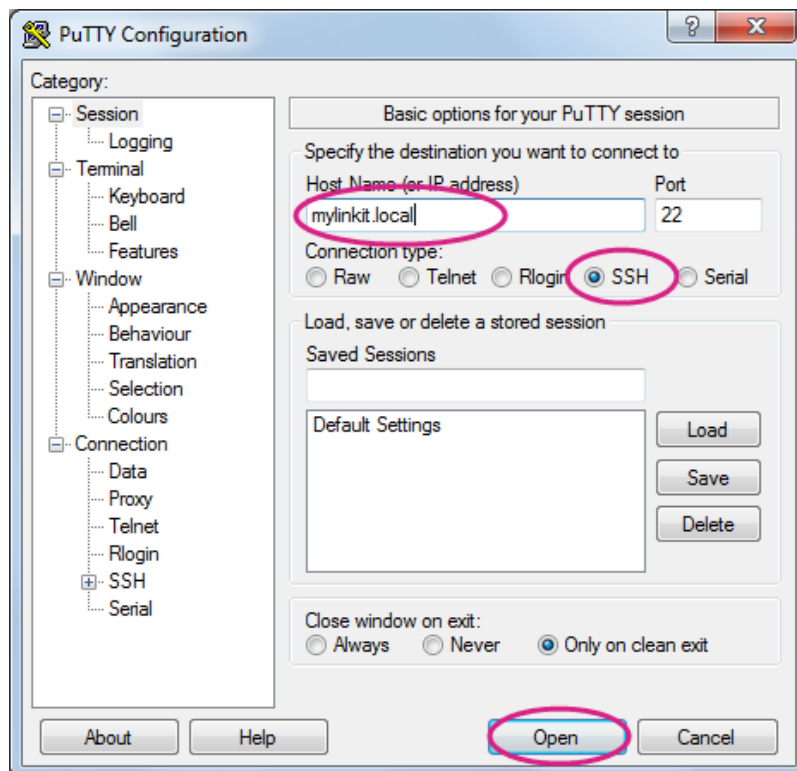 PuTTY Configuration
Category:
Session
Logging
Terminal
Keyboard
Bell
Features
Window
Appearance
Behaviour
Translation
Selection
Colours
Connection
Data
Proxy
Telnet
Rlogin
SSH
Serial
Basic options for your PuTTY session
Specify the destination you want to connect to
Host Name (or IP address) Port
mylinkit.local 22
Connection type:
Raw Telnet Rlogin SSH Serial
Load, save or delete a stored session
Saved Sessions
Default Settings
Load
Save
Delete
Close window on exit:
Always Never Only on clean exit
About Help Open Cancel